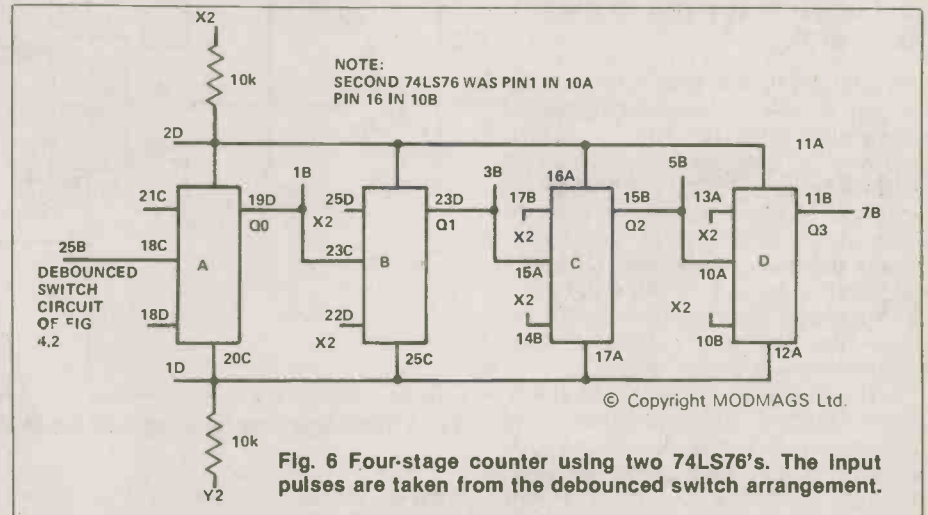 X2
10k
NOTE:
SECOND 74LS76 WAS PIN1 IN 10A
PIN 16 IN 10B
2D
11A
21C
19D
1B
Q0
25D
X2
23D
3B
Q1
16A
17B
X2
15B
5B
Q2
13A
X2
11B
7B
Q3
25B
18C
A
23C
B
15A
C
10A
D
DEBOUNCED
SWITCH
CIRCUIT
OF FIG
4.2
18D
22D
X2
X2
14B
X2
10B
20C
25C
17A
12A
1D
© Copyright MODMAGS Ltd.
10k
Y2
Fig. 6 Four-stage counter using two 74LS76's. The input
pulses are taken from the debounced switch arrangement.